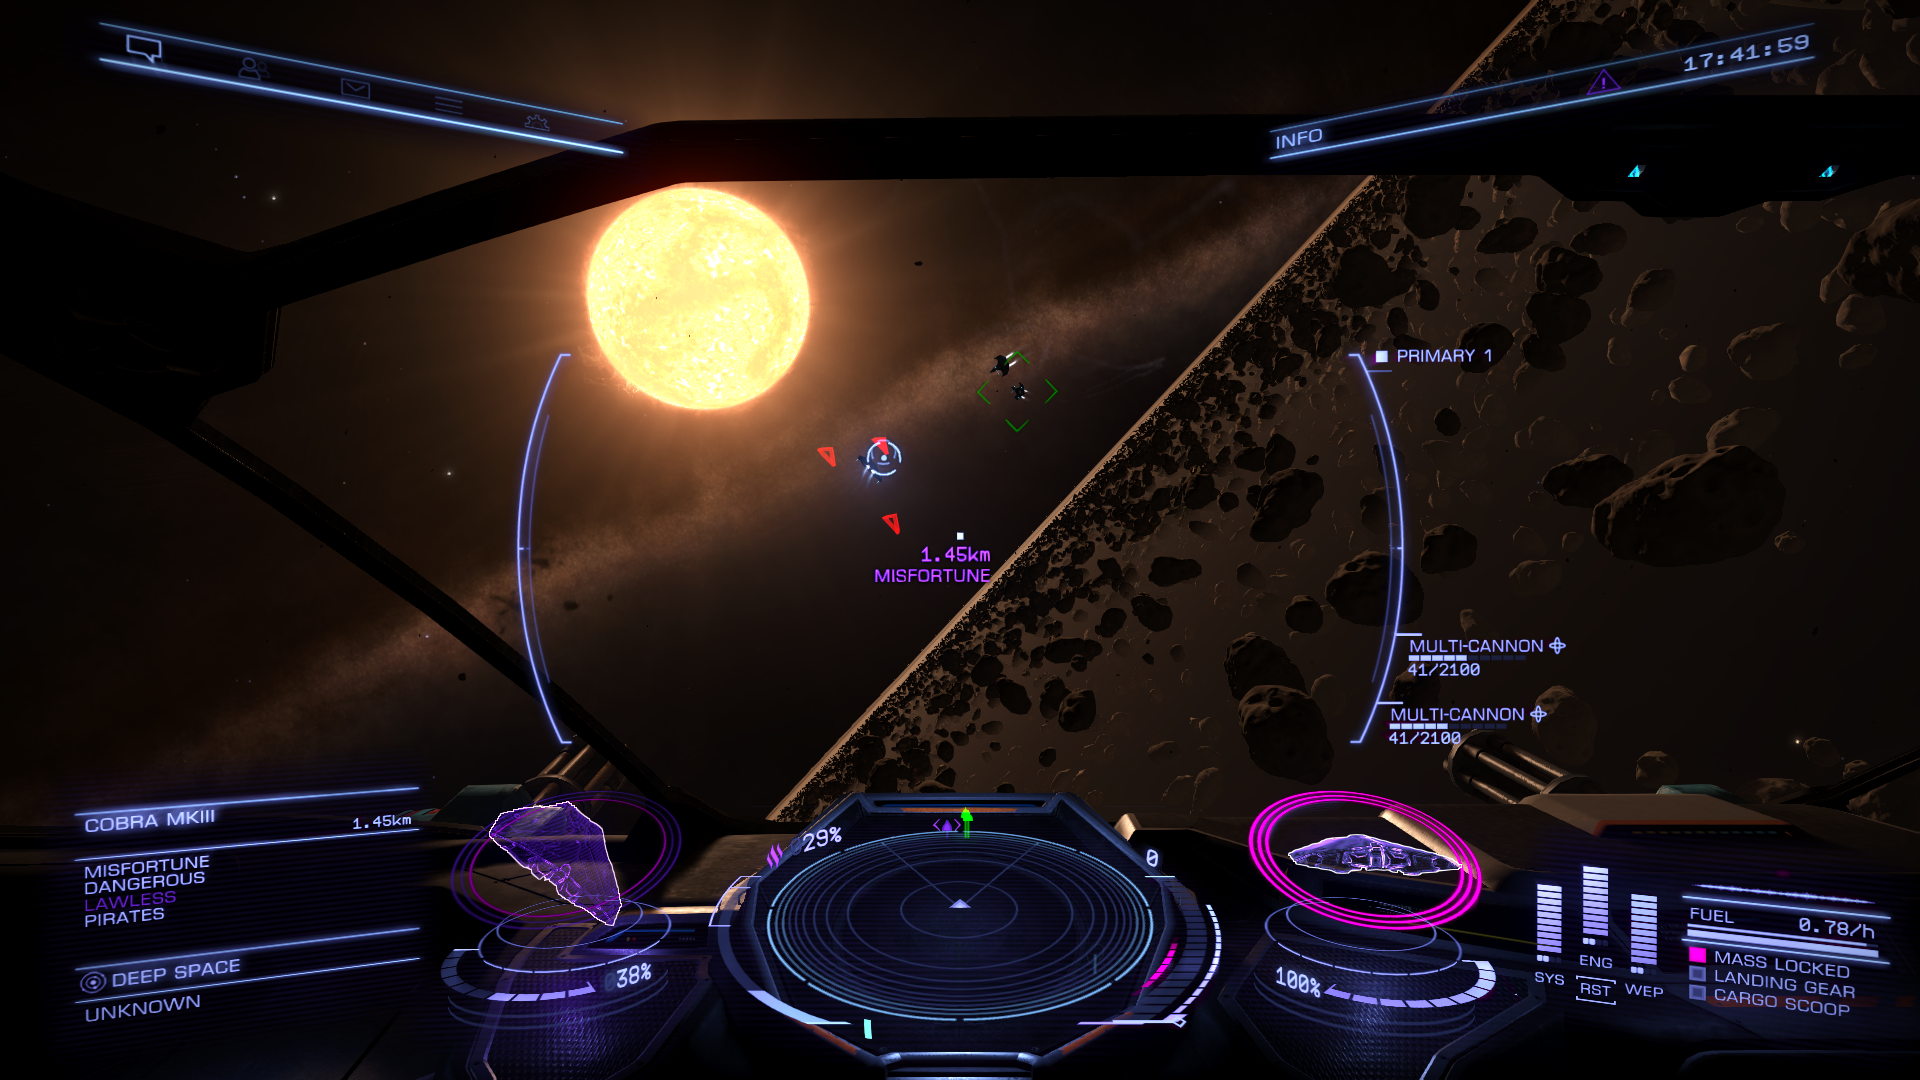 17:41:59
INFO
PRIMARY 1
1.45km
MISFORTUNE
MULTI-CANNON
41/2100
MULTI-CANNON
41/2100
COBRA MKIII
1.45km
MISFORTUNE
DANGEROUS
LAWLESS
PIRATES
DEEP SPACE
UNKNOWN
38%
29%
0
100%
SYS
ENG
RST
WEP
FUEL
0.78/h
MASS LOCKED
LANDING GEAR
CARGO SCOOP